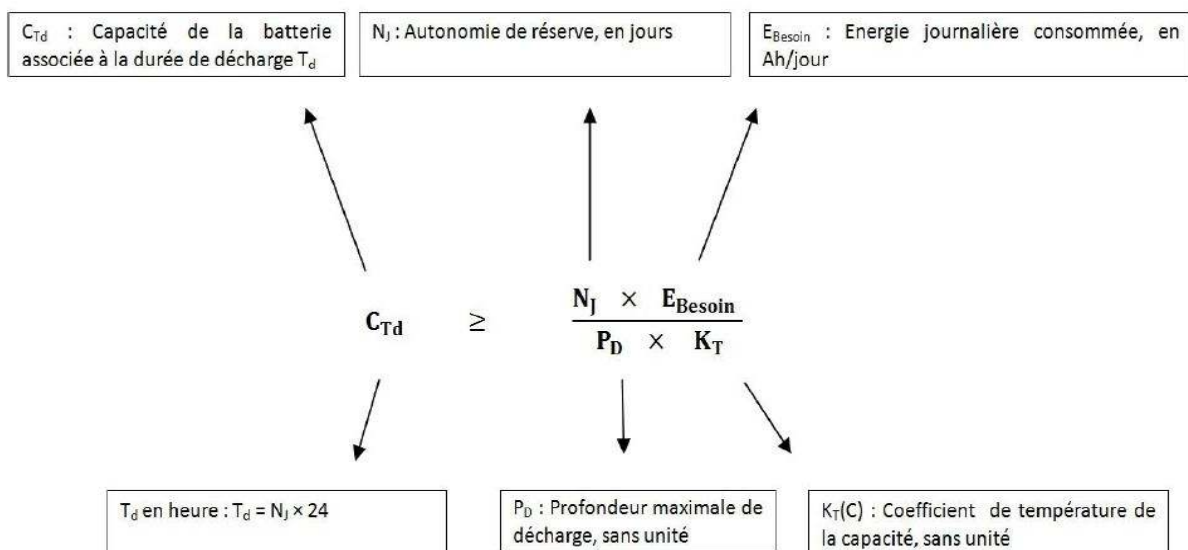 C_Td : Capacité de la batterie
associée à la durée de décharge T_d
N_J : Autonomie de réserve, en jours
E_Besoin : Energie journalière consommée, en
Ah/jour
C_Td ≥ N_J × E_Besoin
P_D × K_T
T_d en heure : T_d = N_J × 24
P_D : Profondeur maximale de
décharge, sans unité
K_T(C) : Coefficient de température de
la capacité, sans unité